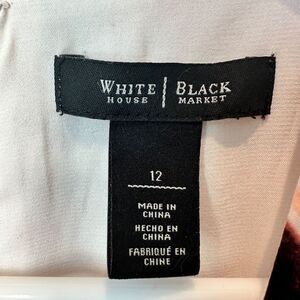 WHITE | BLACK
HOUSE MARKET
12
MADE IN
CHINA
HECHO EN
CHINA
FABRIQUÉ EN
CHINE